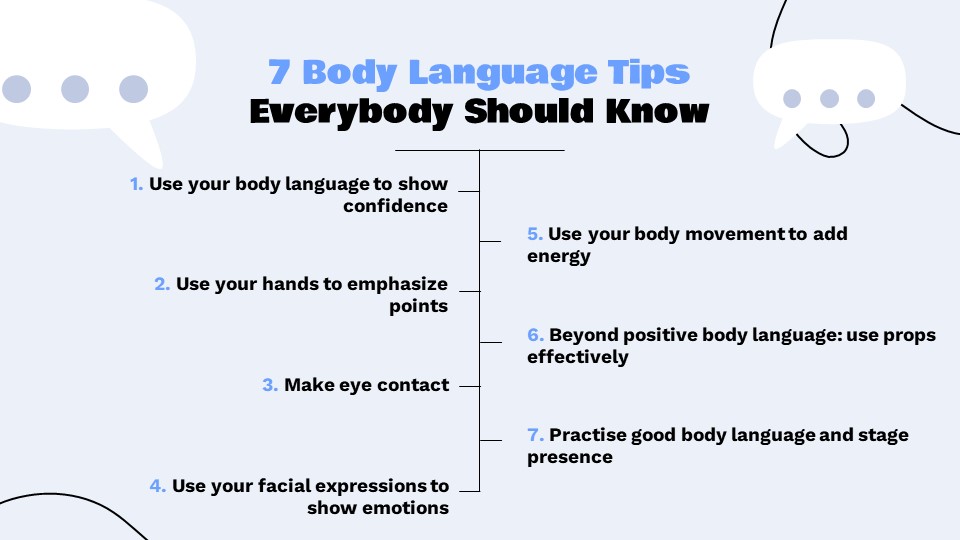 7 Body Language Tips
Everybody Should Know
1. Use your body language to show
confidence
2. Use your hands to emphasize
points
3. Make eye contact
4. Use your facial expressions to
show emotions
5. Use your body movement to add
energy
6. Beyond positive body language: use props
effectively
7. Practise good body language and stage
presence